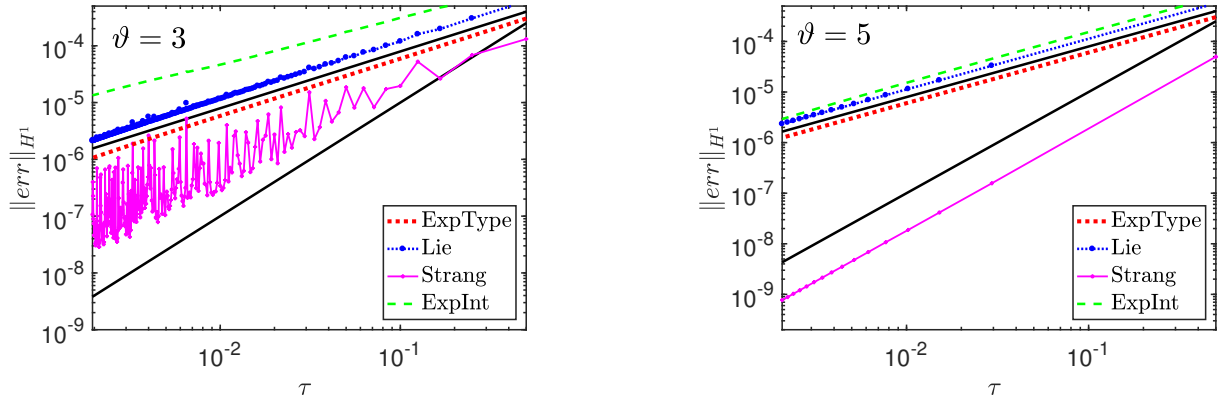 ϑ = 3
10^{-4}
10^{-5}
10^{-6}
10^{-7}
10^{-8}
10^{-9}
||err||_{H^1}
ExpType
Lie
Strang
ExpInt
10^{-2}
10^{-1}
τ
ϑ = 5
10^{-4}
10^{-5}
10^{-6}
10^{-7}
10^{-8}
10^{-9}
||err||_{H^1}
ExpType
Lie
Strang
ExpInt
10^{-2}
10^{-1}
τ